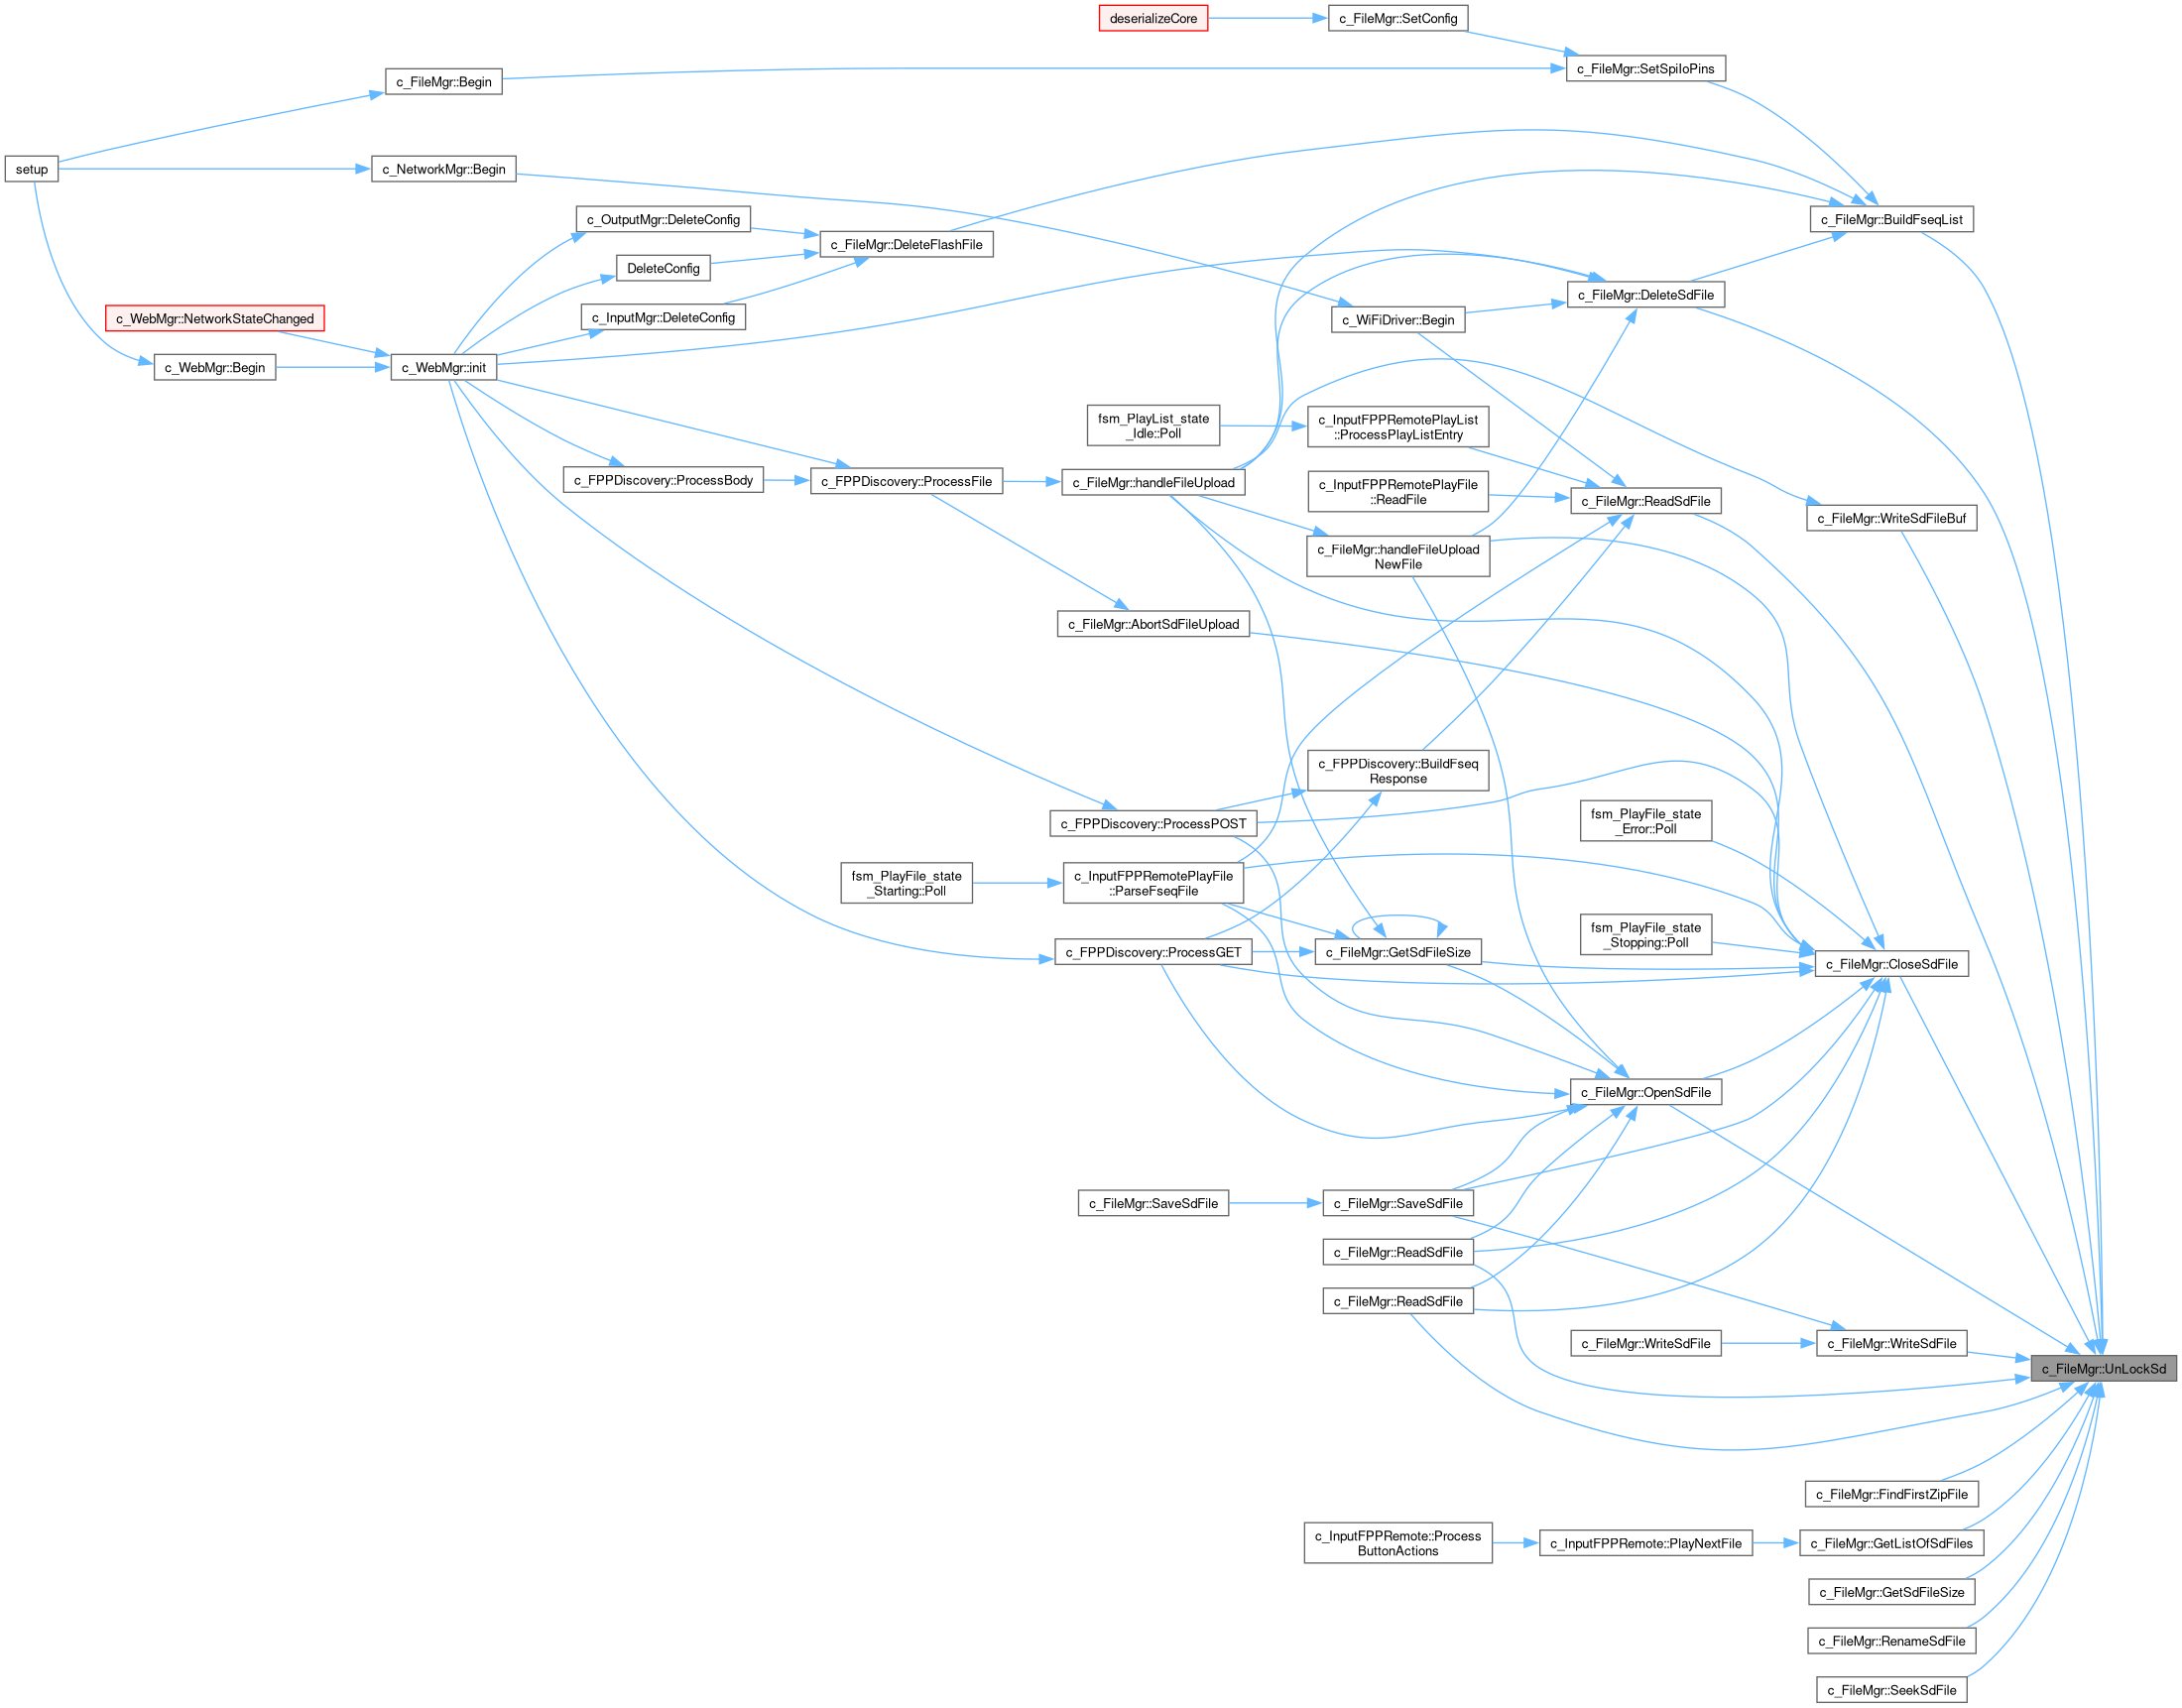 deserializeCore
c_FileMgr::SetConfig
c_FileMgr::SetSpiIoPins
c_FileMgr::Begin
setup
c_NetworkMgr::Begin
c_OutputMgr::DeleteConfig
c_FileMgr::BuildFseqList
c_FileMgr::DeleteFlashFile
DeleteConfig
c_FileMgr::DeleteSdFile
c_WebMgr::NetworkStateChanged
c_InputMgr::DeleteConfig
c_WiFiDriver::Begin
c_WebMgr::Begin
c_WebMgr::init
fsm_PlayList_state
_Idle::Poll
c_InputFPPRemotePlayList
::ProcessPlayListEntry
c_FPPDiscovery::ProcessBody
c_FPPDiscovery::ProcessFile
c_FileMgr::handleFileUpload
c_InputFPPRemotePlayFile
::ReadFile
c_FileMgr::ReadSdFile
c_FileMgr::WriteSdFileBuf
c_FileMgr::handleFileUpload
NewFile
c_FileMgr::AbortSdFileUpload
c_FPPDiscovery::BuildFseq
Response
c_FPPDiscovery::ProcessPOST
fsm_PlayFile_state
_Error::Poll
fsm_PlayFile_state
_Starting::Poll
c_InputFPPRemotePlayFile
::ParseFseqFile
fsm_PlayFile_state
_Stopping::Poll
c_FPPDiscovery::ProcessGET
c_FileMgr::GetSdFileSize
c_FileMgr::CloseSdFile
c_FileMgr::OpenSdFile
c_FileMgr::SaveSdFile
c_FileMgr::SaveSdFile
c_FileMgr::ReadSdFile
c_FileMgr::ReadSdFile
c_FileMgr::WriteSdFile
c_FileMgr::WriteSdFile
c_FileMgr::UnLockSd
c_FileMgr::FindFirstZipFile
c_InputFPPRemote::Process
ButtonActions
c_InputFPPRemote::PlayNextFile
c_FileMgr::GetListOfSdFiles
c_FileMgr::GetSdFileSize
c_FileMgr::RenameSdFile
c_FileMgr::SeekSdFile